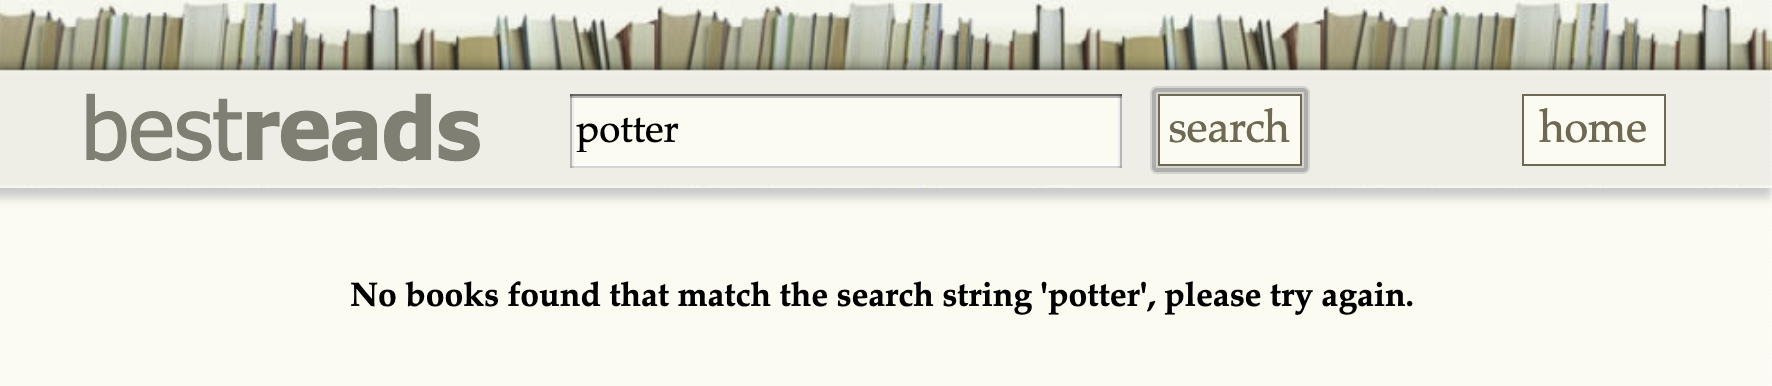 bestreads
potter
search
home
No books found that match the search string 'potter', please try again.